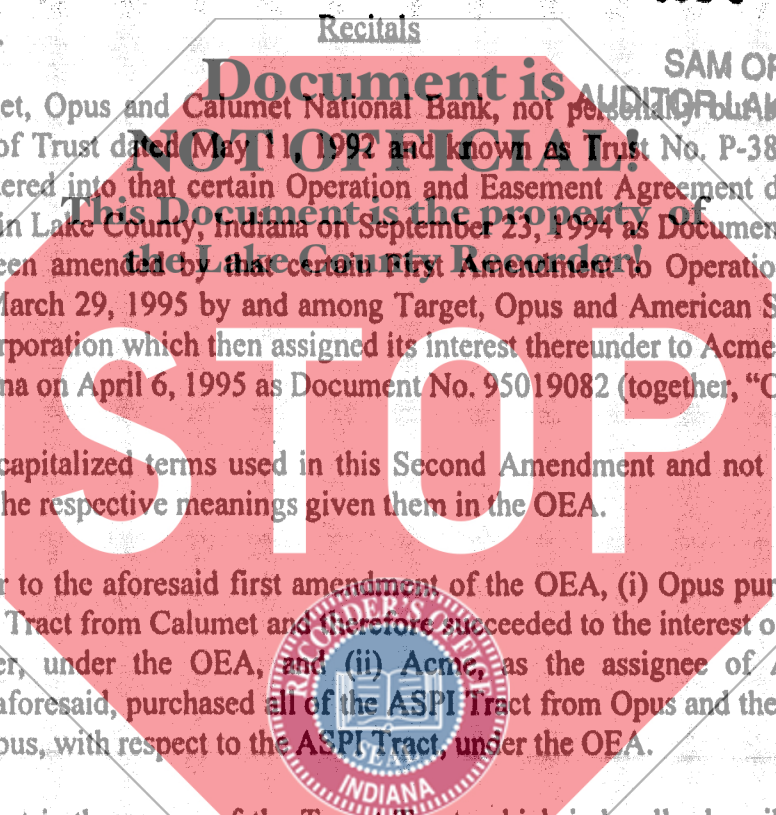 Recitals
Document is
SAM OR
AUDITOR LAK
et, Opus and Calumet National Bank, not personally but
NOT OFFICIAL!
of Trust dated May 11, 1992 and known as Trust No. P-38
ered into that certain Operation and Easement Agreement d
This Document is the property of
in Lake County, Indiana on September 23, 1994 as Documen
the Lake County Recorder!
en amended by that certain First Amendment to Operatio
larch 29, 1995 by and among Target, Opus and American S
rporation which then assigned its interest thereunder to Acme
na on April 6, 1995 as Document No. 95019082 (together, “O
STOP
capitalized terms used in this Second Amendment and not
he respective meanings given them in the OEA.
r to the aforesaid first amendment of the OEA, (i) Opus pur
Tract from Calumet and therefore succeeded to the interest o
er, under the OEA, and (ii) Acme, as the assignee of
aforesaid, purchased all of the ASPI Tract from Opus and the
ous, with respect to the ASPI Tract, under the OEA.
RECORDER'S OFFICE
SEAL
INDIANA